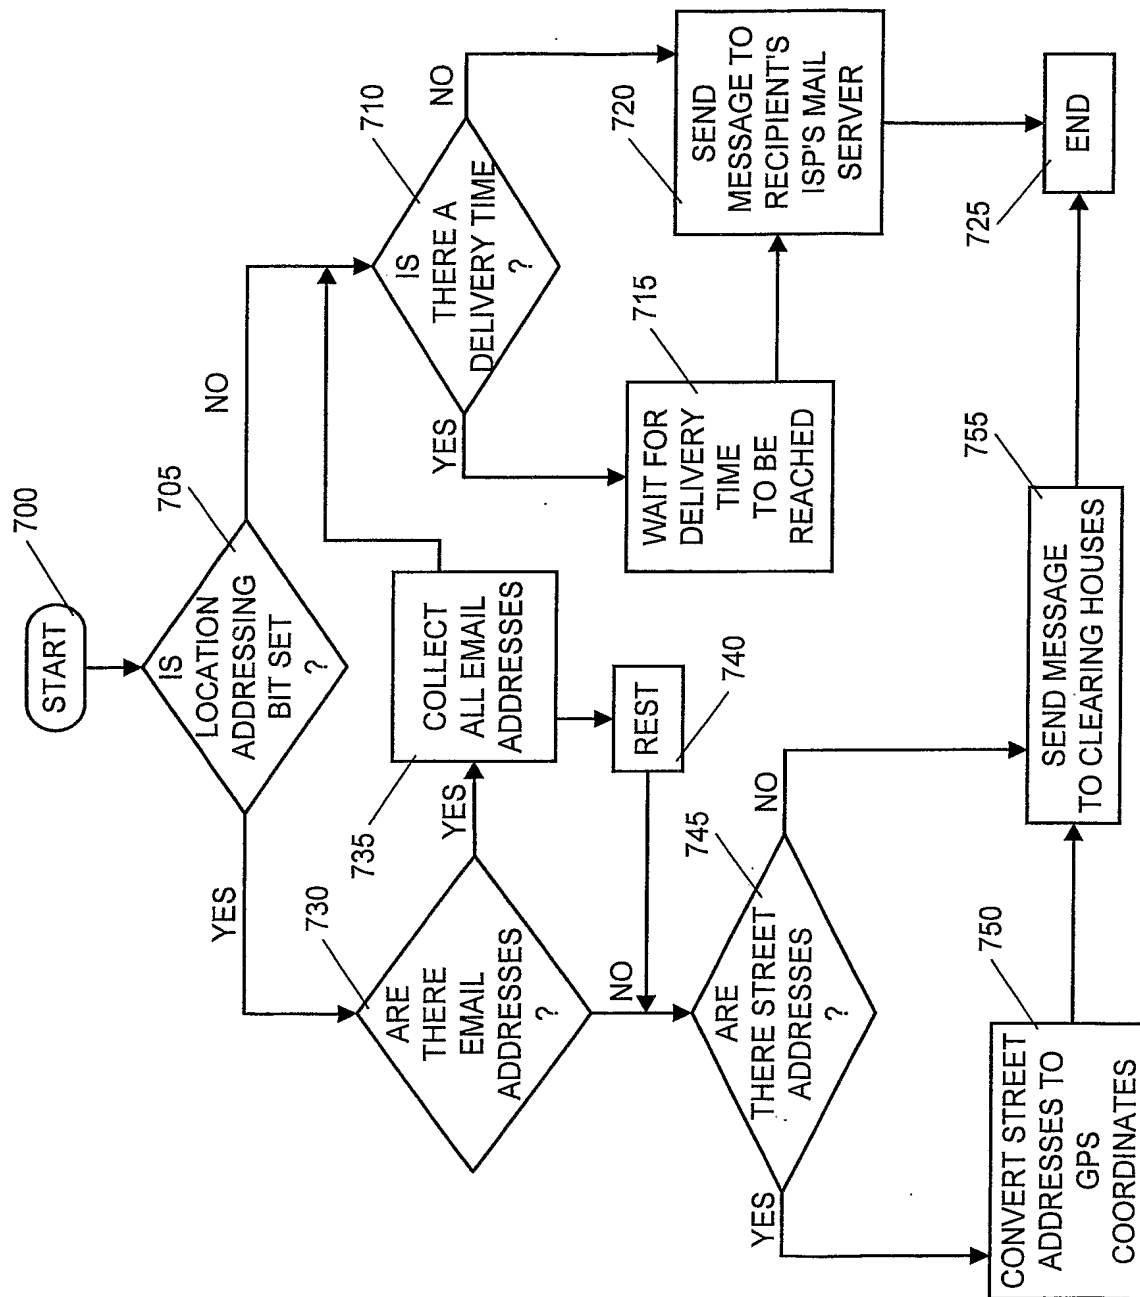 START
700
IS
LOCATION
ADDRESSING
BIT SET
?
705
NO
YES
IS
THERE A
DELIVERY TIME
?
710
NO
YES
WAIT FOR
DELIVERY
TIME
TO BE
REACHED
715
SEND
MESSAGE TO
RECIPIENT'S
ISP'S MAIL
SERVER
720
END
725
ARE
THERE
EMAIL
ADDRESSES
?
730
YES
NO
COLLECT
ALL EMAIL
ADDRESSES
735
REST
740
ARE
THERE STREET
ADDRESSES
?
745
NO
YES
CONVERT STREET
ADDRESSES TO
GPS
COORDINATES
750
SEND MESSAGE
TO CLEARING HOUSES
755